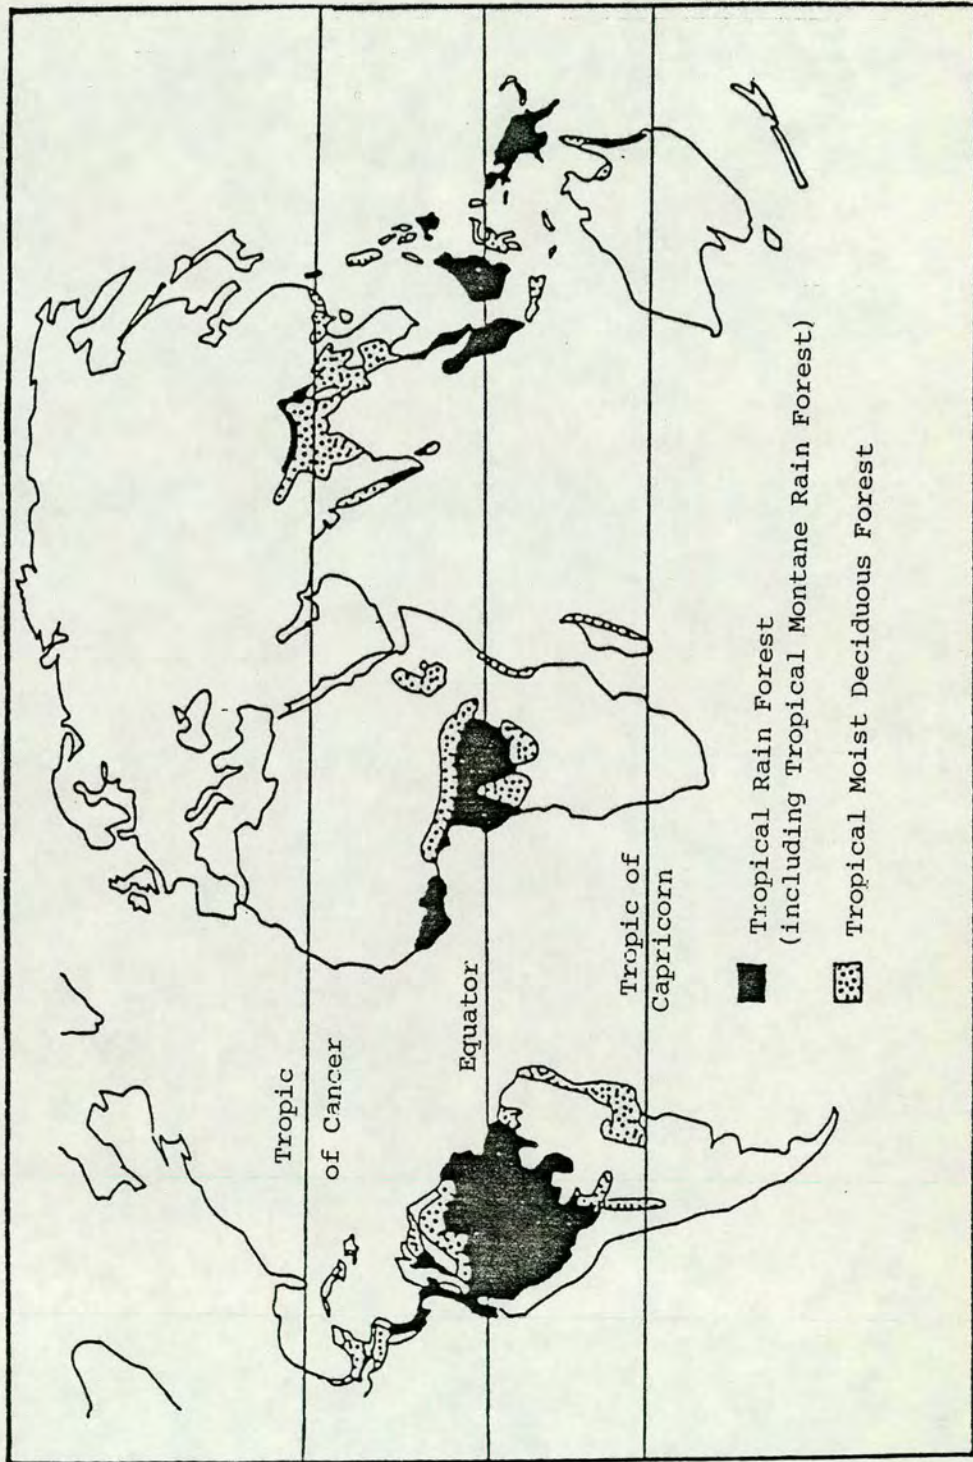 Tropic
of Cancer
Equator
Tropic of
Capricorn
Tropical Rain Forest
(including Tropical Montane Rain Forest)
Tropical Moist Deciduous Forest